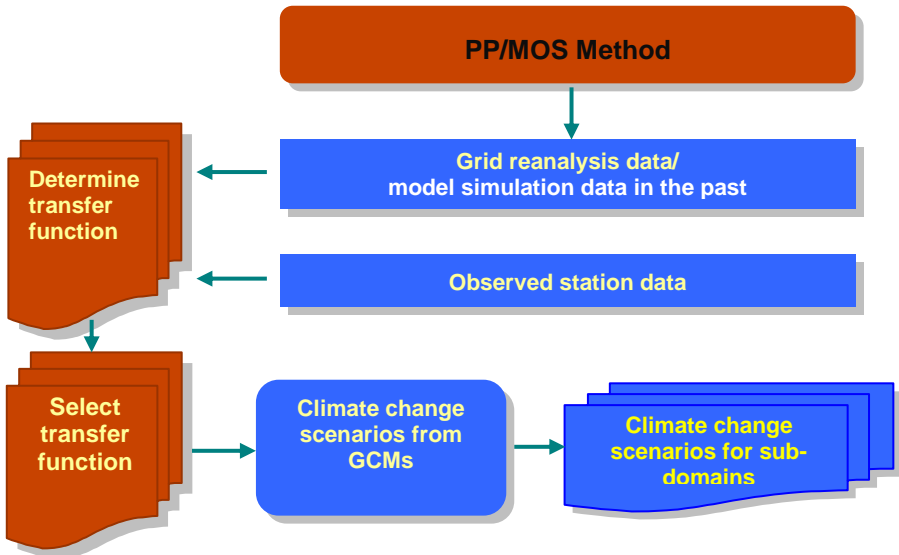 PP/MOS Method
Grid reanalysis data/
model simulation data in the past
Determine
transfer
function
Observed station data
Select
transfer
function
Climate change
scenarios from
GCMs
Climate change
scenarios for sub-
domains